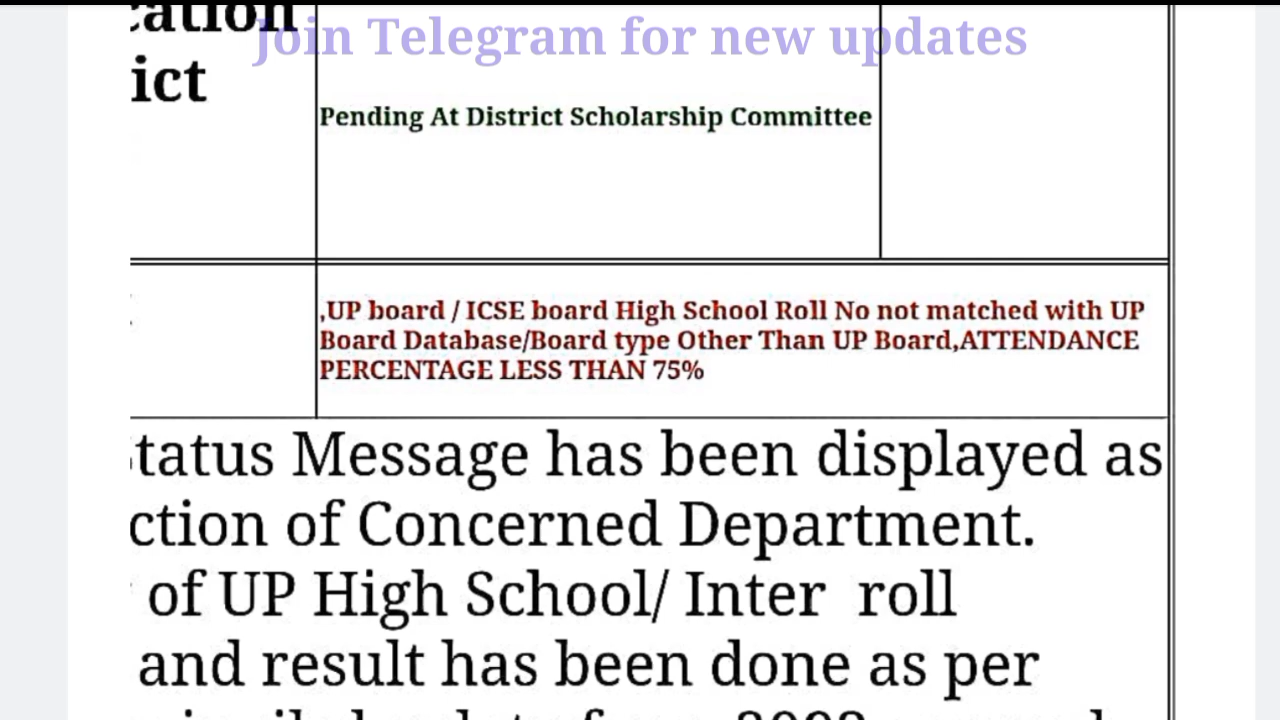 Join Telegram for new updates
ict
Pending At District Scholarship Committee
,UP board / ICSE board High School Roll No not matched with UP
Board Database/Board type Other Than UP Board,ATTENDANCE
PERCENTAGE LESS THAN 75%
tatus Message has been displayed as
ction of Concerned Department.
of UP High School/ Inter roll
and result has been done as per